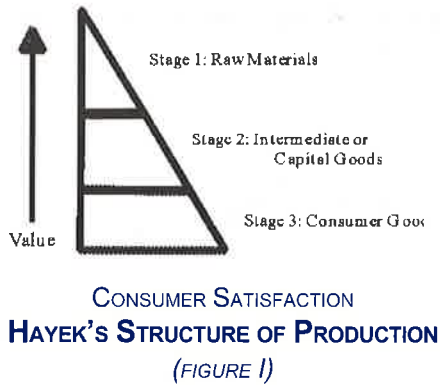 Stage 1: Raw Materials
Stage 2: Intermediate or
Capital Goods
Stage 3: Consumer Goo
Value
CONSUMER SATISFACTION
HAYEK'S STRUCTURE OF PRODUCTION
(FIGURE I)